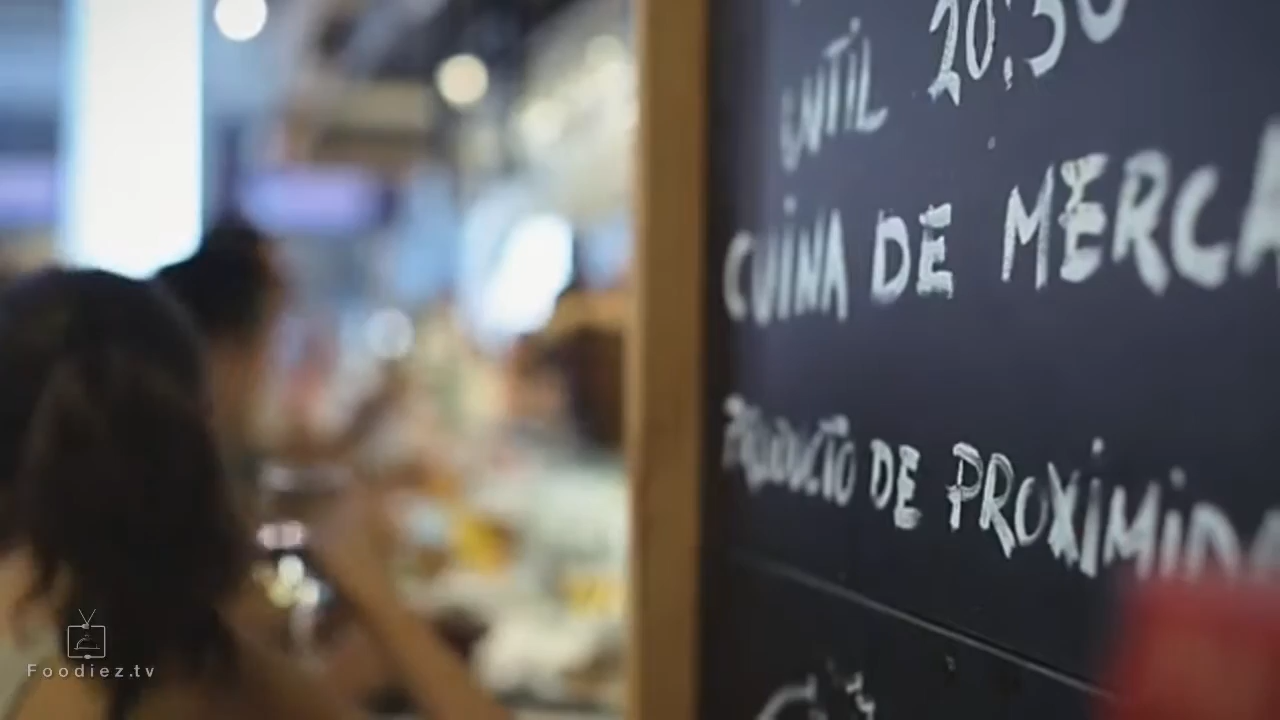 UNTIL 20:30
CUINA DE MERCA
PRODUCTO DE PROXIMIDA
Foodiez.tv